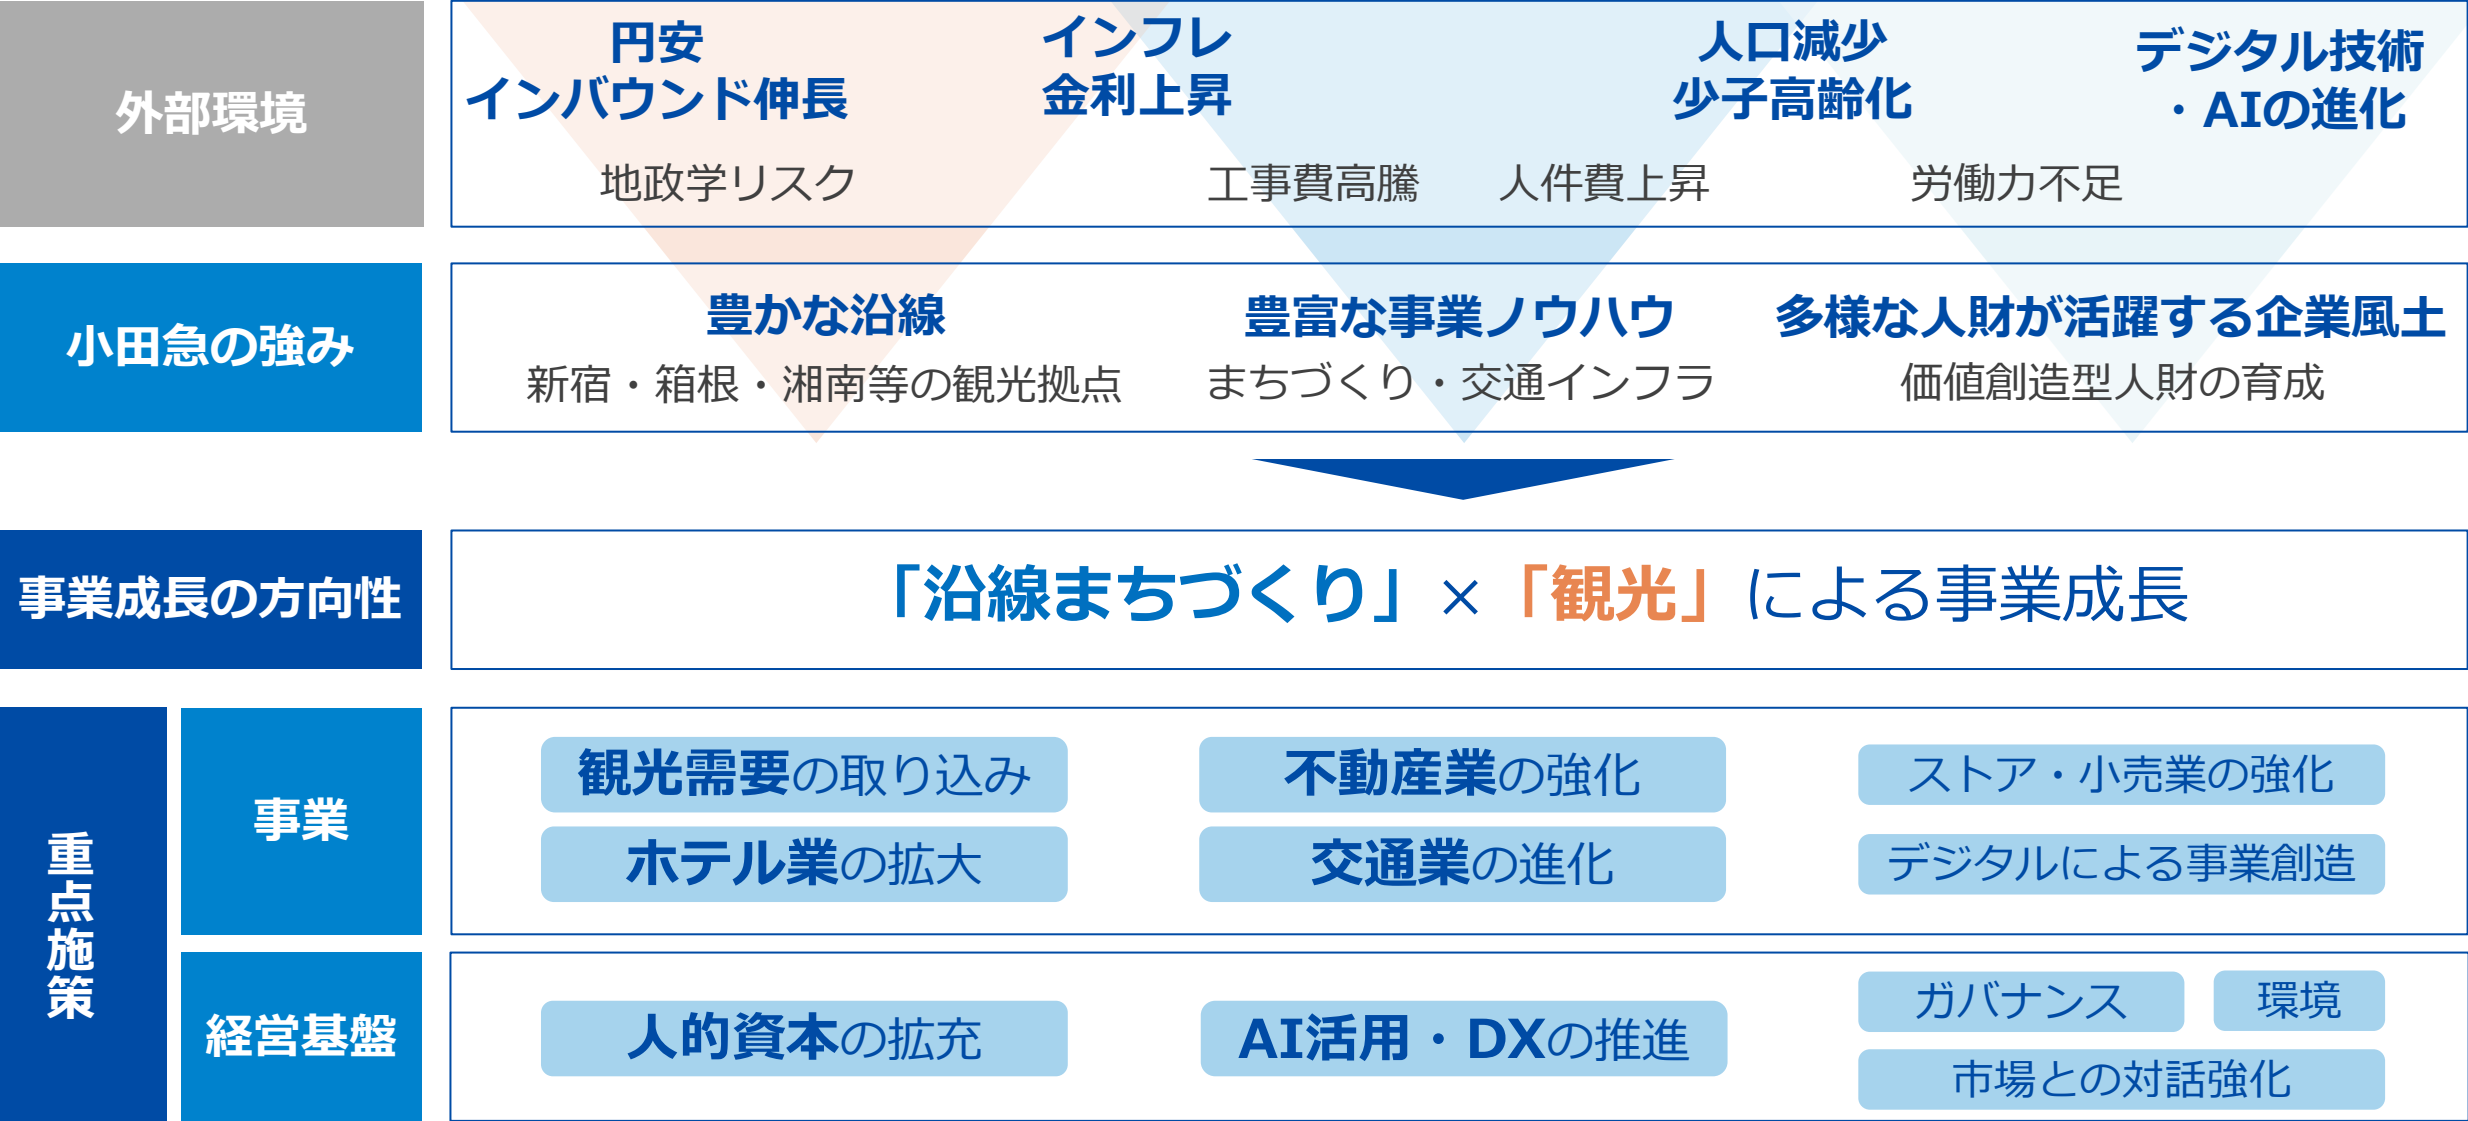 外部環境
円安
インバウンド伸長
インフレ
金利上昇
人口減少
少子高齢化
デジタル技術
・AIの進化
地政学リスク
工事費高騰
人件費上昇
労働力不足
小田急の強み
豊かな沿線
新宿・箱根・湘南等の観光拠点
豊富な事業ノウハウ
まちづくり・交通インフラ
多様な人財が活躍する企業風土
価値創造型人財の育成
事業成長の方向性
「沿線まちづくり」×「観光」による事業成長
重点施策
事業
観光需要の取り込み
不動産業の強化
ストア・小売業の強化
ホテル業の拡大
交通業の進化
デジタルによる事業創造
経営基盤
人的資本の拡充
AI活用・DXの推進
ガバナンス
環境
市場との対話強化